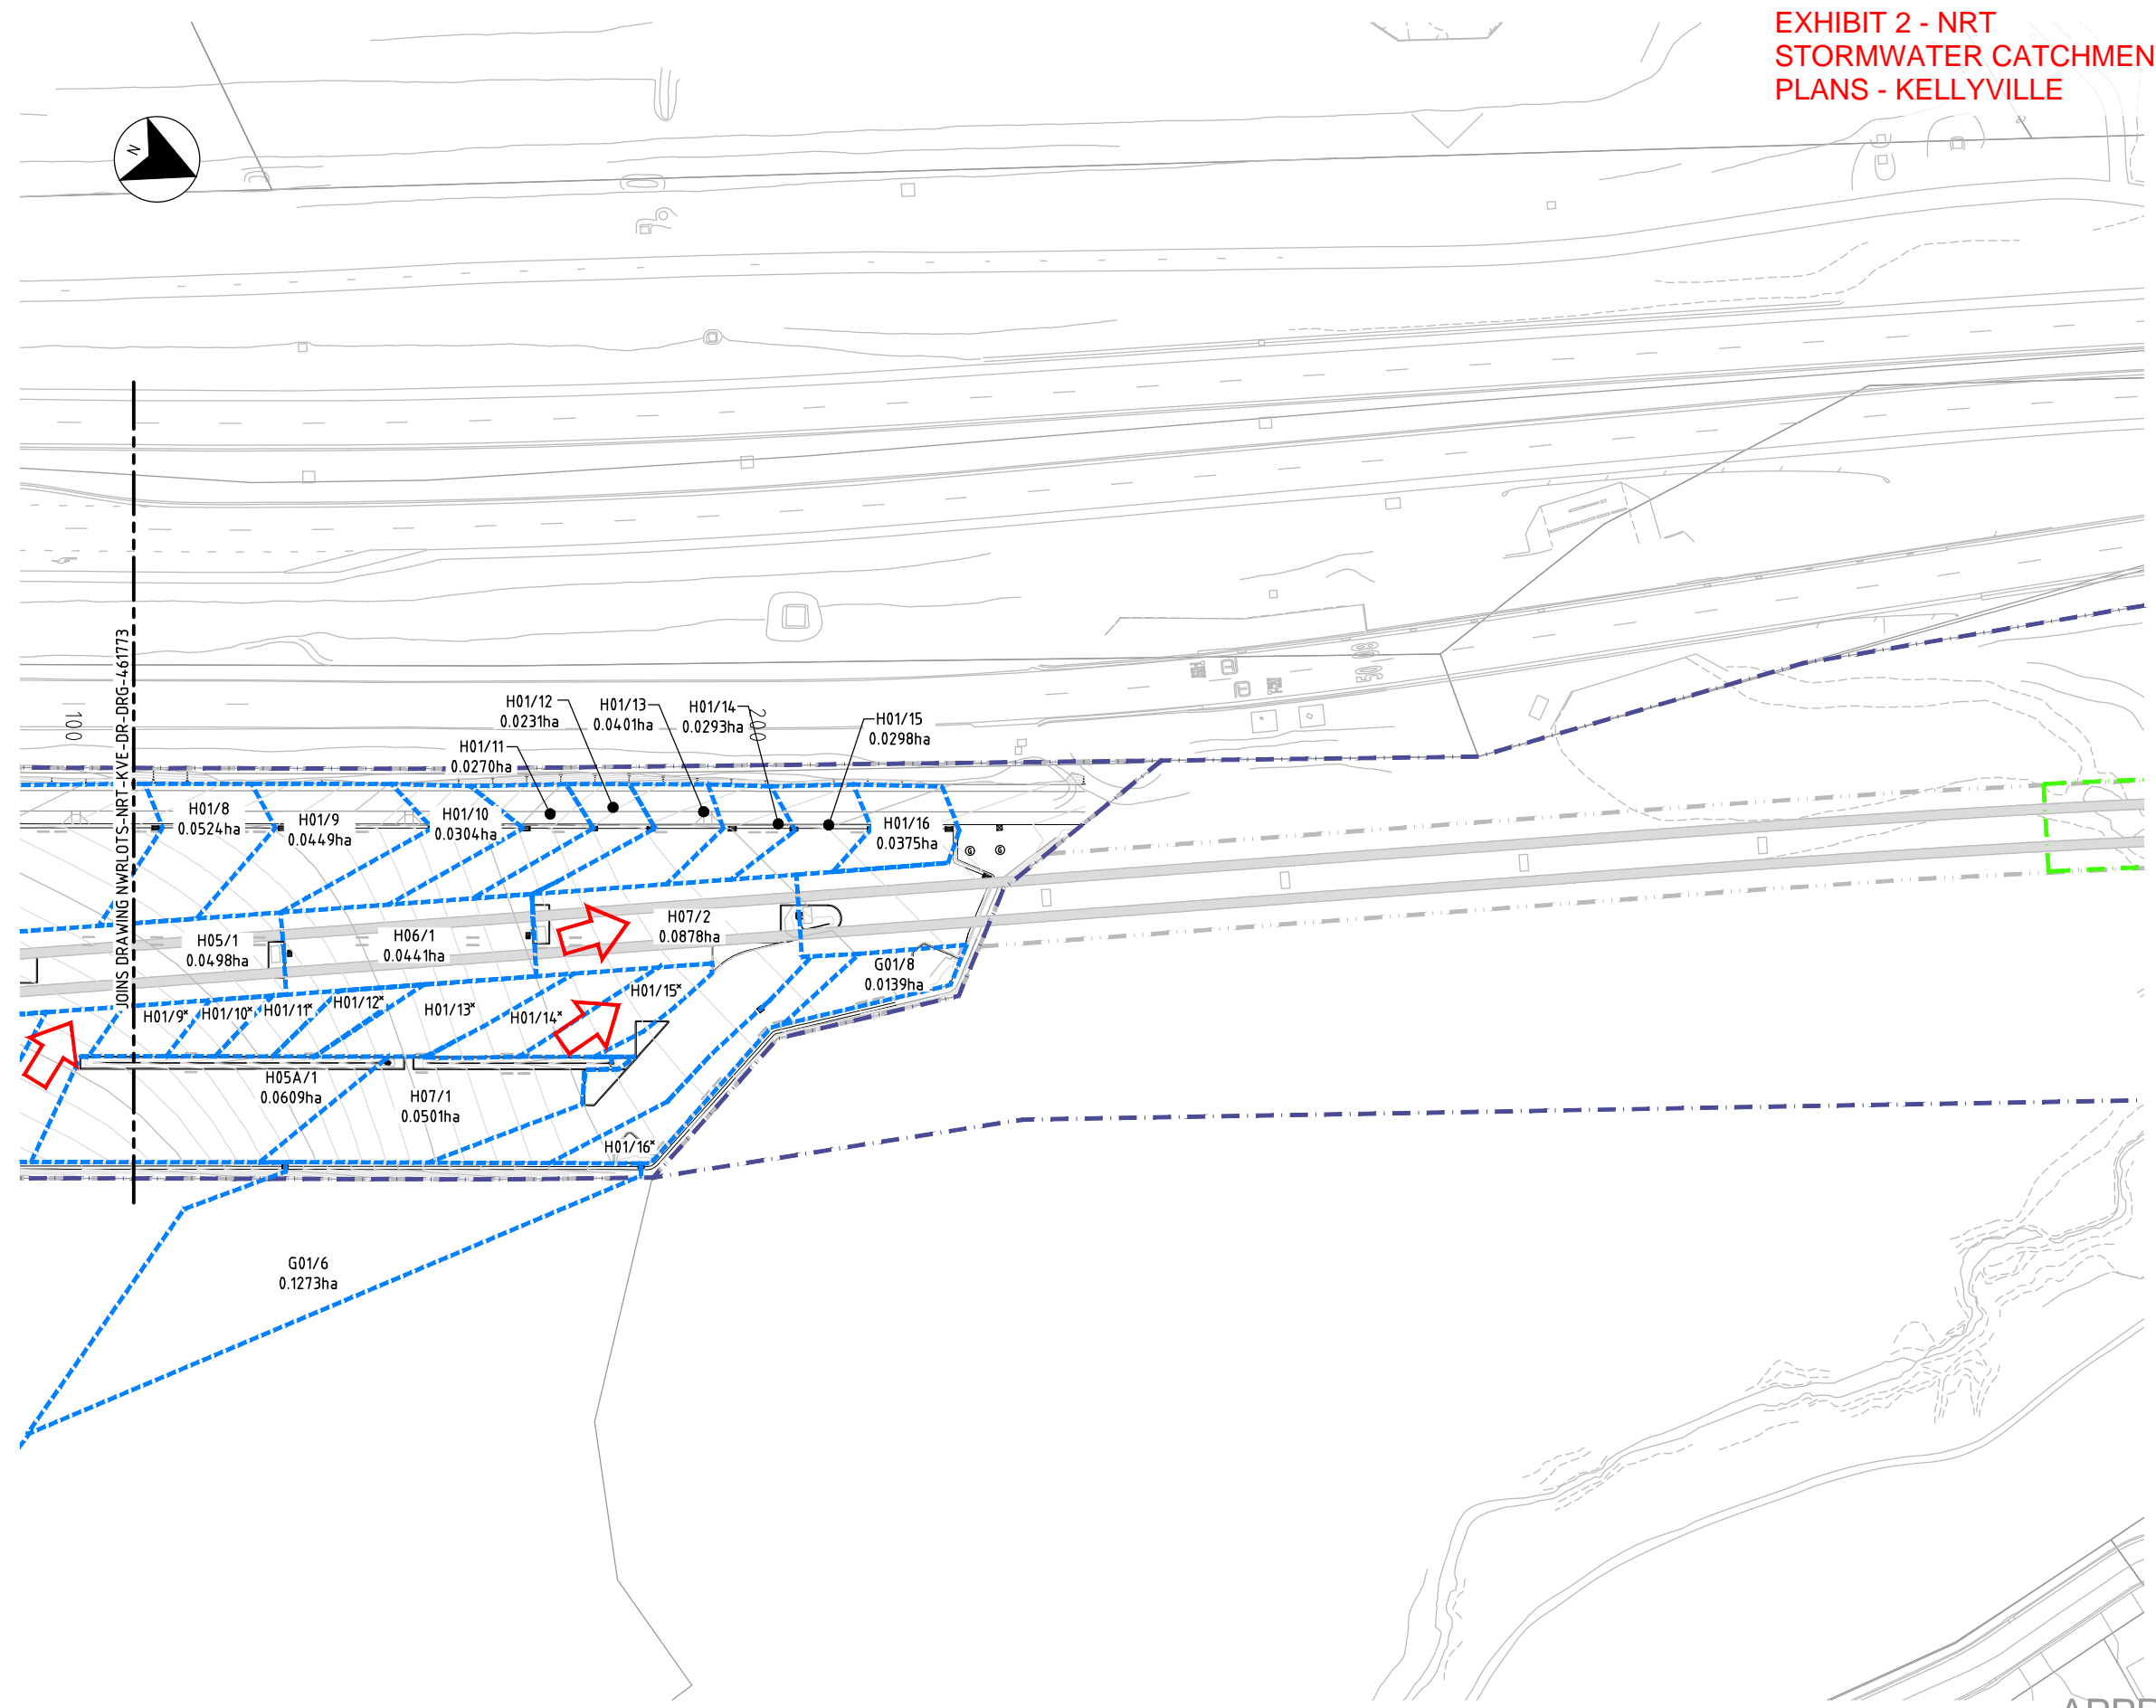 EXHIBIT 2 - NRT
STORMWATER CATCHMEN
PLANS - KELLYVILLE
N
JOINS DRAWING NWRLOTS-NRT-KVE-DR-DRG-461773
100
200
H01/12
0.0231ha
H01/13
0.0401ha
H01/14
0.0293ha
H01/15
0.0298ha
H01/11
0.0270ha
H01/8
0.0524ha
H01/9
0.0449ha
H01/10
0.0304ha
H01/16
0.0375ha
G
G
H05/1
0.0498ha
H06/1
0.0441ha
H07/2
0.0878ha
G01/8
0.0139ha
H01/9*
H01/10*
H01/11*
H01/12*
H01/13*
H01/14*
H01/15*
H05A/1
0.0609ha
H07/1
0.0501ha
H01/16*
G01/6
0.1273ha